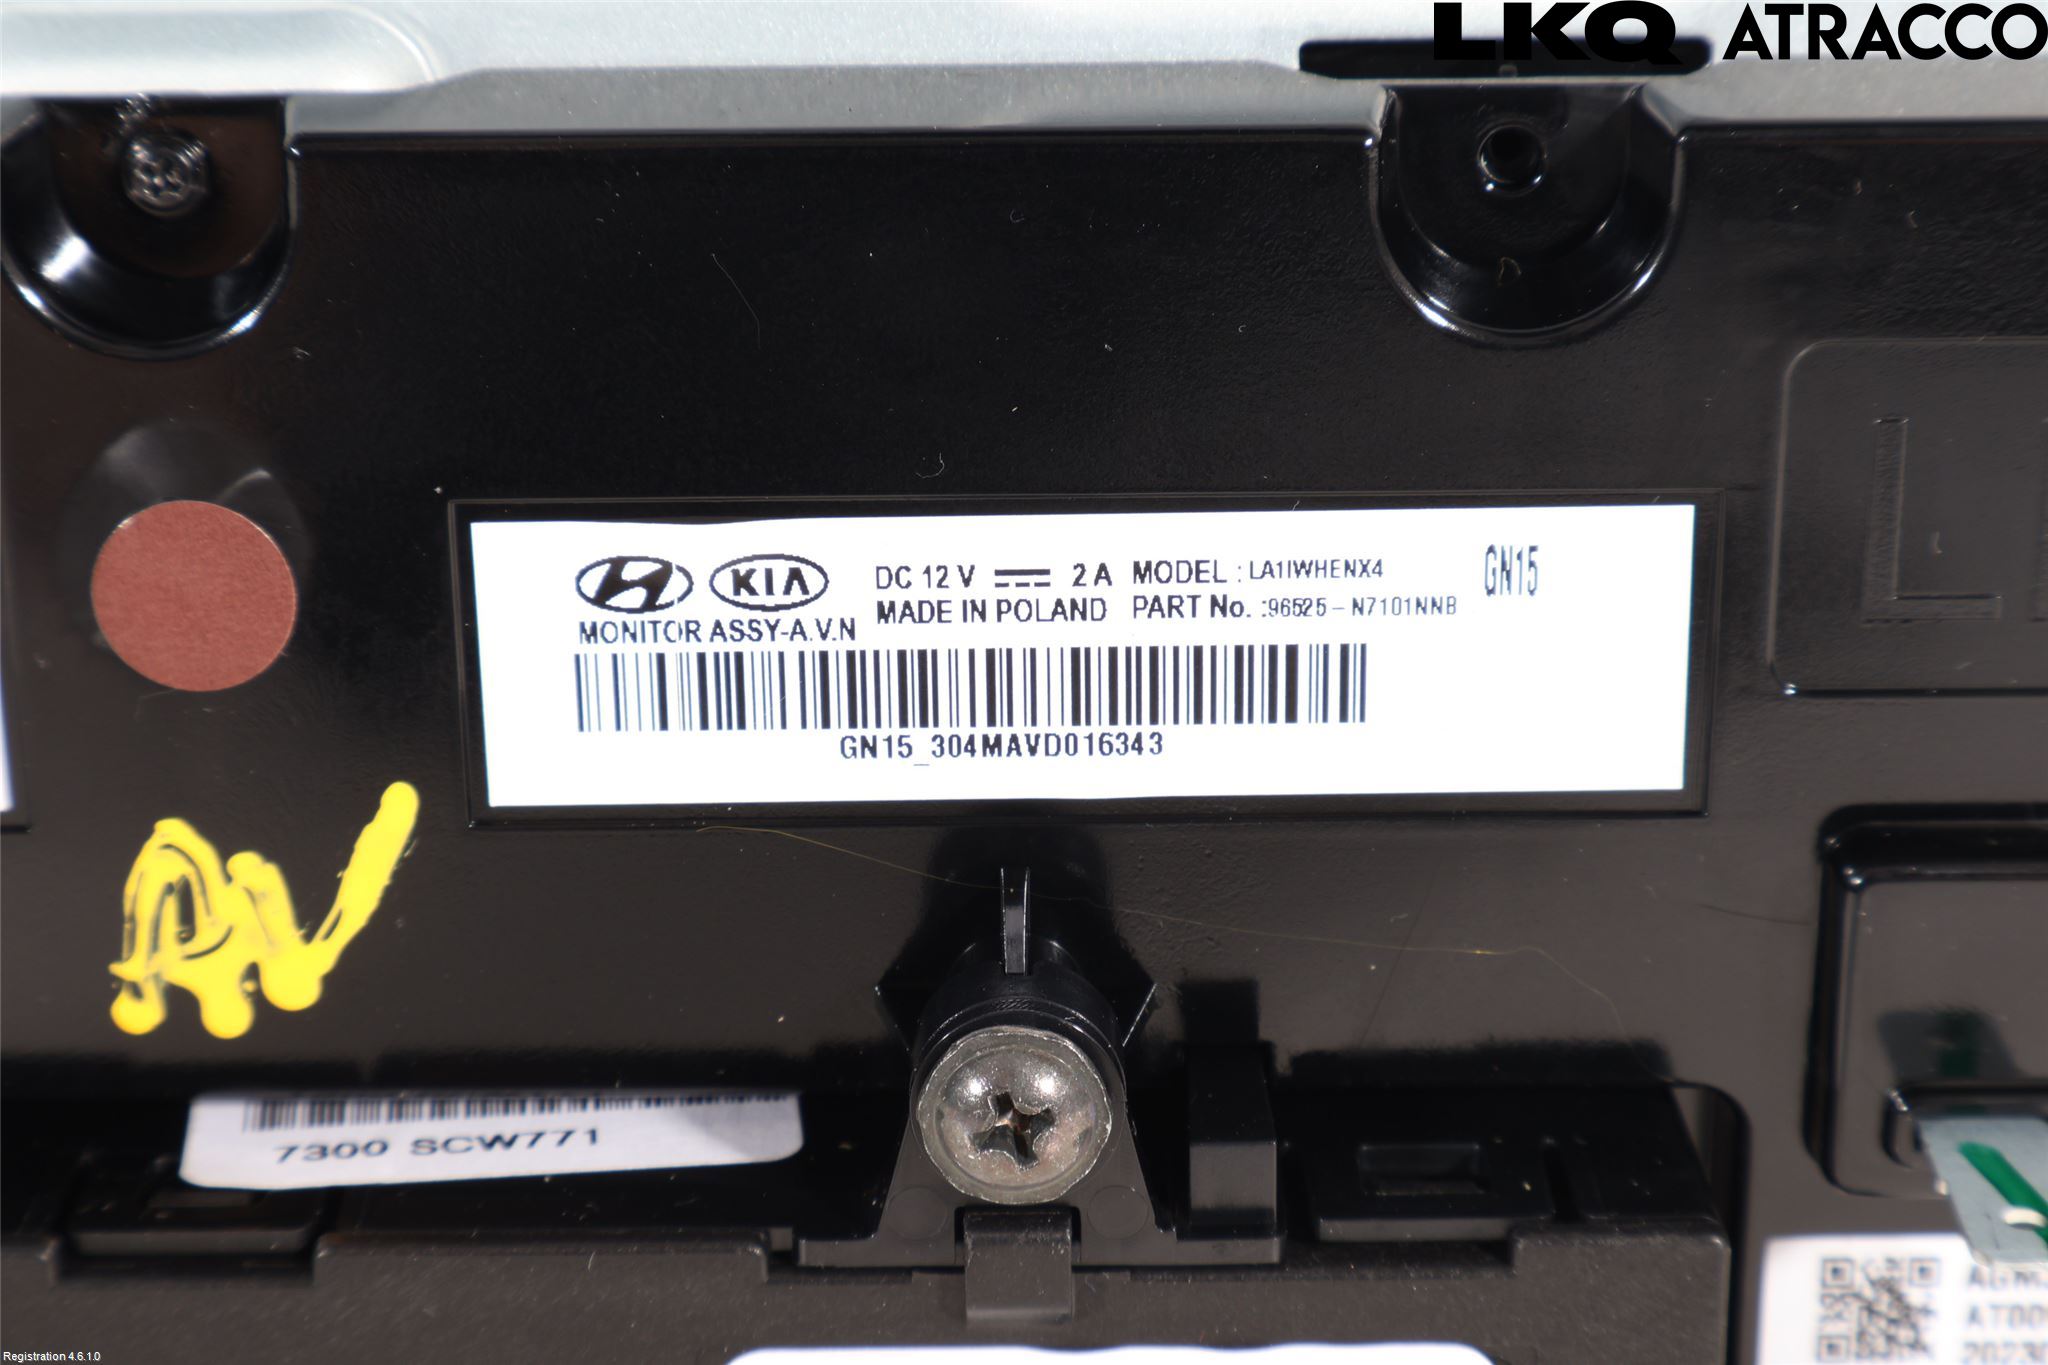 LKQ ATRACCO
KIA
DC 12 V 2 A MODEL : LA1IWHENX4
MADE IN POLAND PART No. :96525-N7101NNB
GN15
MONITOR ASSY-A.V.N
GN15_304MAVD016343
AV
7300 SCW771
Registration 4.6.1.0